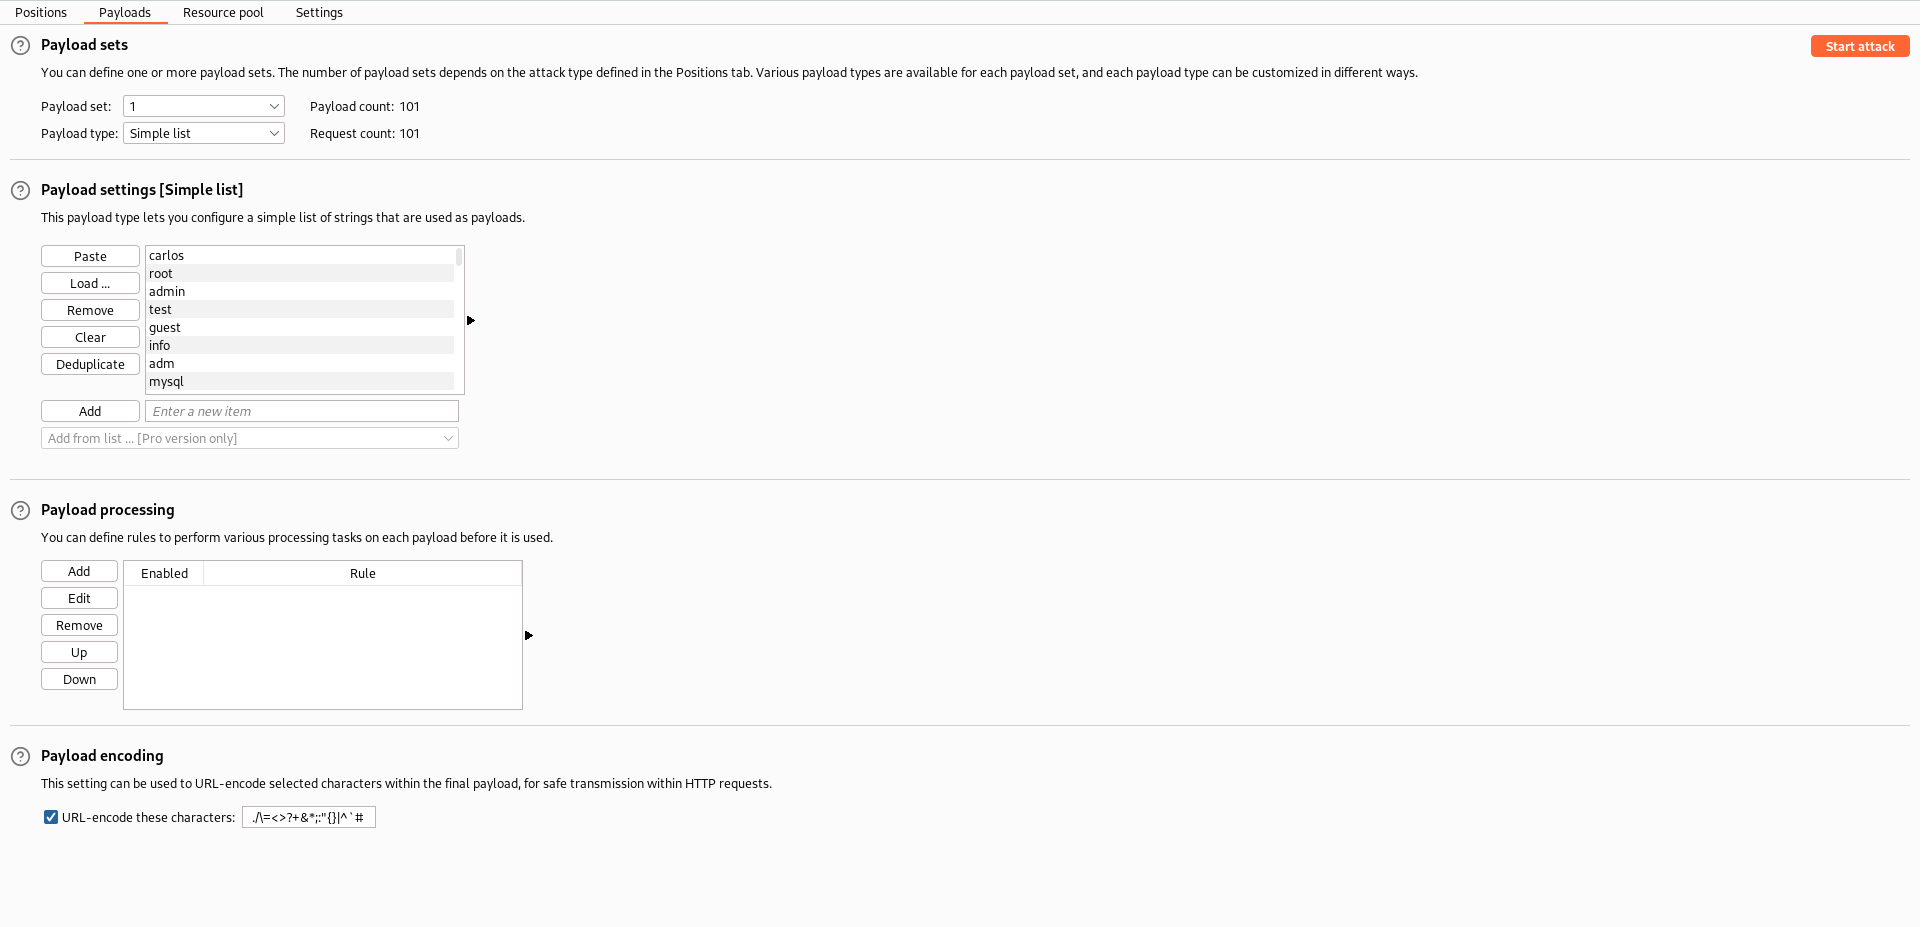 Positions Payloads Resource pool Settings
Payload sets
Start attack
You can define one or more payload sets. The number of payload sets depends on the attack type defined in the Positions tab. Various payload types are available for each payload set, and each payload type can be customized in different ways.
Payload set: 1 Payload count: 101
Payload type: Simple list Request count: 101
Payload settings [Simple list]
This payload type lets you configure a simple list of strings that are used as payloads.
Paste
Load ...
Remove
Clear
Deduplicate
carlos
root
admin
test
guest
info
adm
mysql
Add Enter a new item
Add from list ... [Pro version only]
Payload processing
You can define rules to perform various processing tasks on each payload before it is used.
Add
Edit
Remove
Up
Down
Enabled Rule
Payload encoding
This setting can be used to URL-encode selected characters within the final payload, for safe transmission within HTTP requests.
URL-encode these characters: ./\=<>?+&*;:"{}|^`#